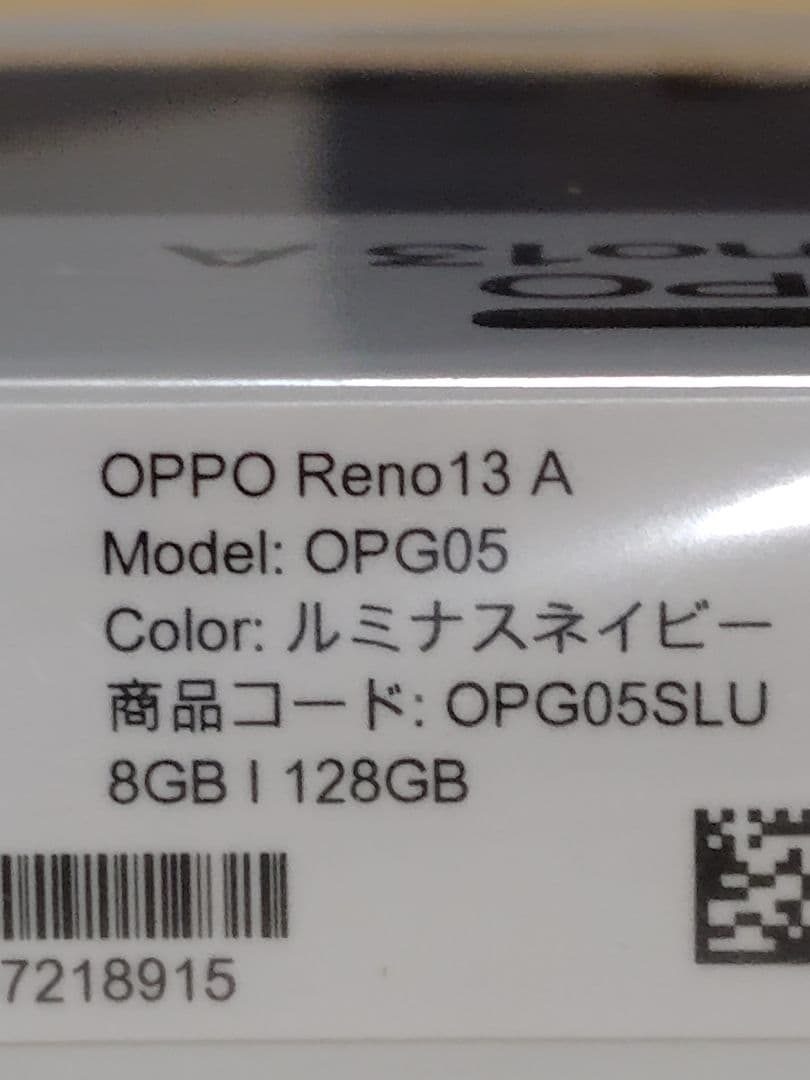 OPPO Reno13 A
Model: OPG05
Color: ルミナスネイビー
商品コード: OPG05SLU
8GB | 128GB
7218915